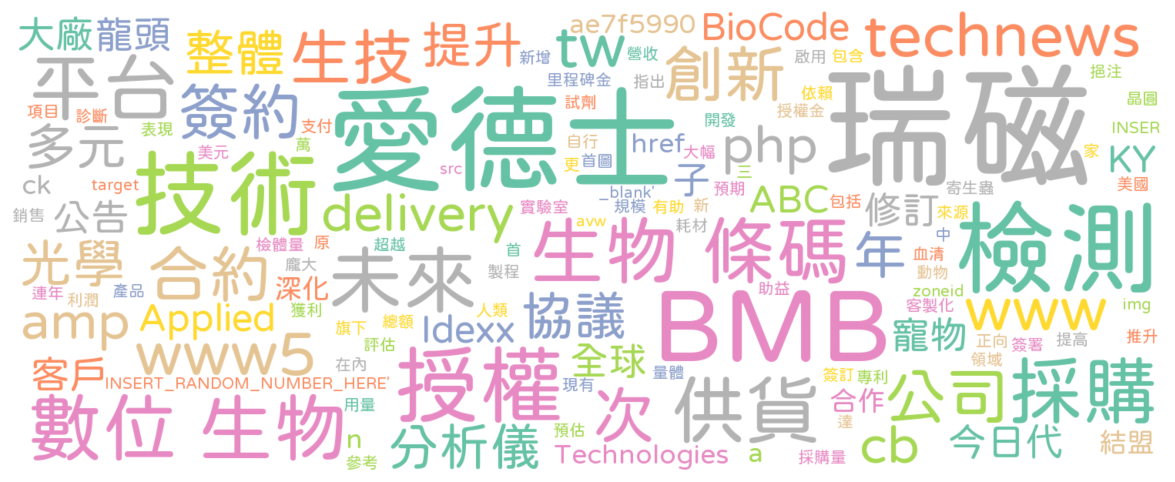 ae7f5990 BioCode technews
大廠 龍頭 整體 生技 提升 新增 tw 營收 創新 啟用 包含
平台 簽約 里程碑金 指出 瑞磁 挹注
項目 診斷 表現 支付 愛德士 試劑 依賴 授權金 晶圓
多元 美元 萬 技術 自行 開發 INSER
更 首圖 href 大幅 php 家 KY
ck target src _blank' 子 預期 三 寄生蟲 美國
銷售 公告 delivery 實驗室 規模 有助 新 ABC 包括 修訂 來源
avw 耗材 中 檢測
光學 合約 檢體量 原 超越 首 生物 條碼 年 血清
龐大 未來 製程 動物
連年 利潤 產品 深化 獲利 助益 zoneid
amp Applied 旗下 總額 人類 協議 BMB 客製化 www img
www5 評估 Idexx 寵物 正向 簽署 提高 推升
客戶 INSERT_RANDOM_NUMBER_HERE' 在內 授權 全球 現有 量體 領域
數位 生物 用量 次 供貨 簽訂 專利 公司 採購
合作 達
n 分析儀 預估 cb 今日代 結盟
參考 Technologies a 採購量